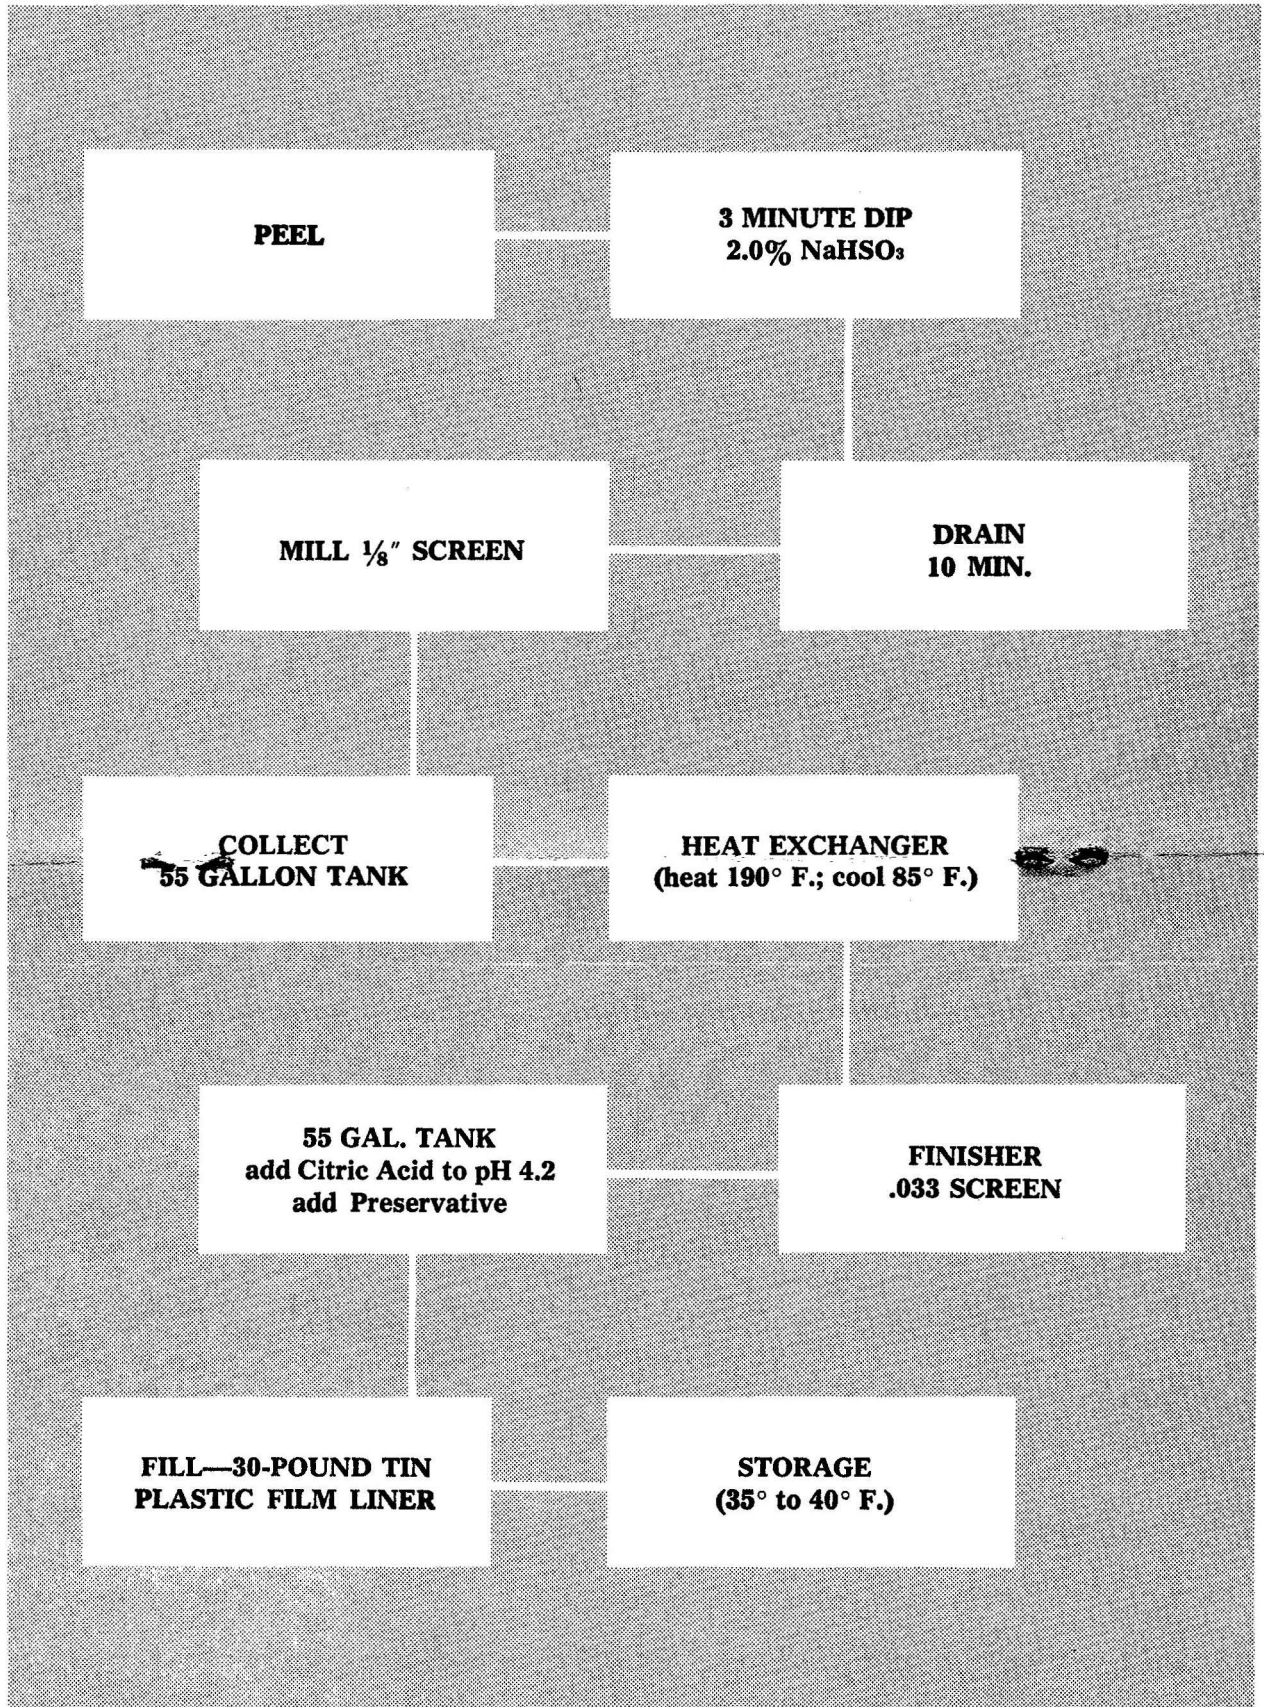 PEEL
3 MINUTE DIP
2.0% NaHSO₃
MILL ⅛″ SCREEN
DRAIN
10 MIN.
COLLECT
55 GALLON TANK
HEAT EXCHANGER
(heat 190° F.; cool 85° F.)
55 GAL. TANK
add Citric Acid to pH 4.2
add Preservative
FINISHER
.033 SCREEN
FILL—30-POUND TIN
PLASTIC FILM LINER
STORAGE
(35° to 40° F.)